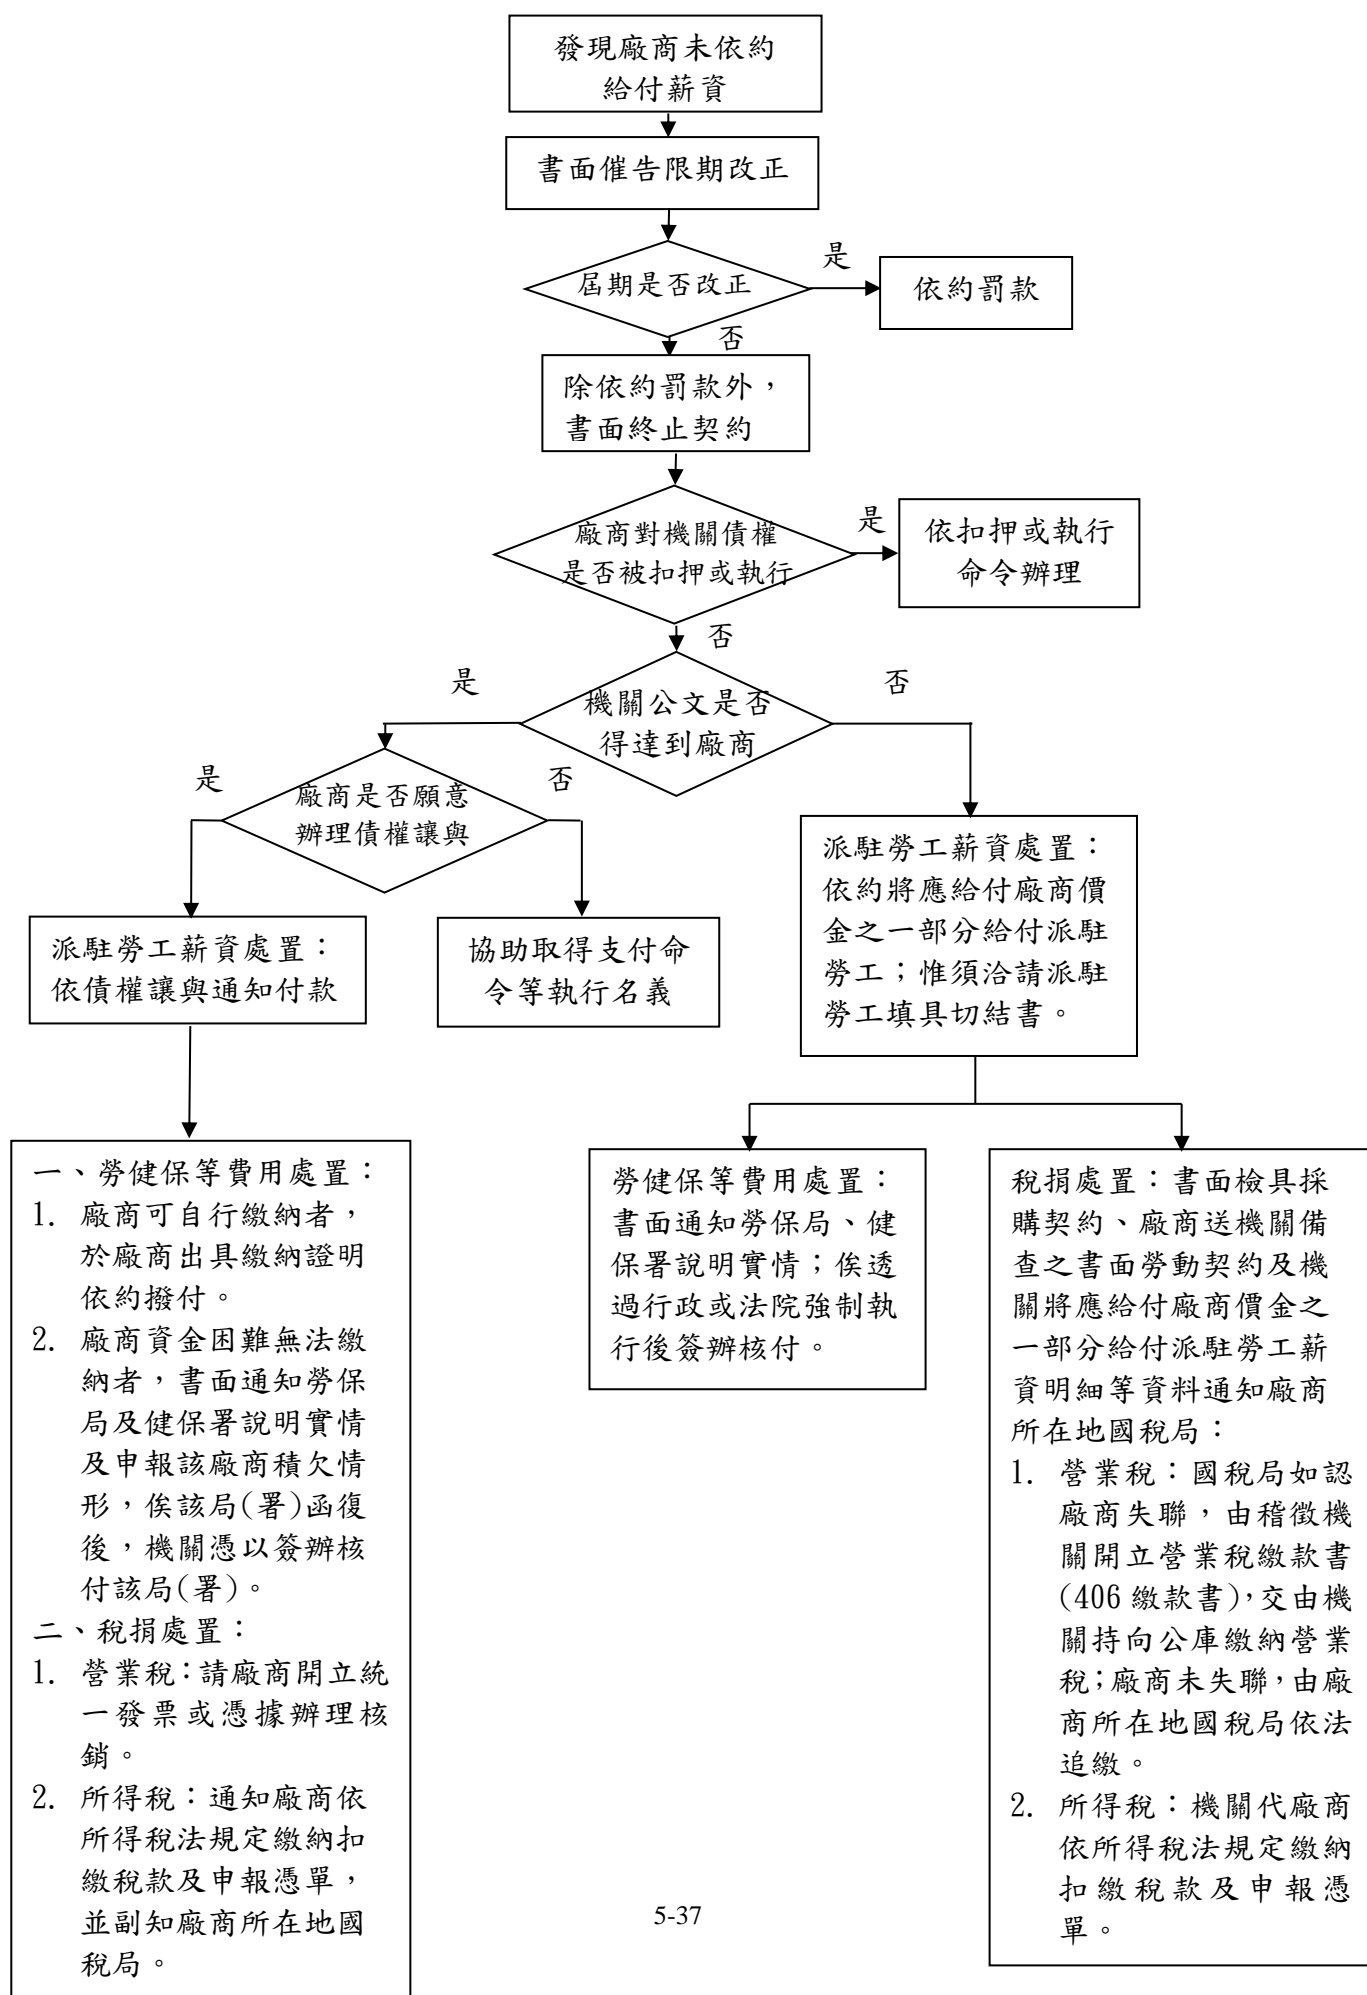 發現廠商未依約
給付薪資
書面催告限期改正
屆期是否改正
是
依約罰款
否
除依約罰款外，
書面終止契約
廠商對機關債權
是否被扣押或執行
是
依扣押或執行
命令辦理
否
機關公文是否
得達到廠商
是
否
廠商是否願意
辦理債權讓與
是
否
派駐勞工薪資處置：
依債權讓與通知付款
協助取得支付命
令等執行名義
派駐勞工薪資處置：
依約將應給付廠商價
金之一部分給付派駐
勞工；惟須洽請派駐
勞工填具切結書。
一、勞健保等費用處置：
1. 廠商可自行繳納者，
於廠商出具繳納證明
依約撥付。
2. 廠商資金困難無法繳
納者，書面通知勞保
局及健保署說明實情
及申報該廠商積欠情
形，俟該局(署)函復
後，機關憑以簽辦核
付該局(署)。
二、稅捐處置：
1. 營業稅：請廠商開立統
一發票或憑據辦理核
銷。
2. 所得稅：通知廠商依
所得稅法規定繳納扣
繳稅款及申報憑單，
並副知廠商所在地國
稅局。
勞健保等費用處置：
書面通知勞保局、健
保署說明實情；俟透
過行政或法院強制執
行後簽辦核付。
稅捐處置：書面檢具採
購契約、廠商送機關備
查之書面勞動契約及機
關將應給付廠商價金之
一部分給付派駐勞工薪
資明細等資料通知廠商
所在地國稅局：
1. 營業稅：國稅局如認
廠商失聯，由稽徵機
關開立營業稅繳款書
(406 繳款書)，交由機
關持向公庫繳納營業
稅；廠商未失聯，由廠
商所在地國稅局依法
追繳。
2. 所得稅：機關代廠商
依所得稅法規定繳納
扣繳稅款及申報憑
單。
5-37